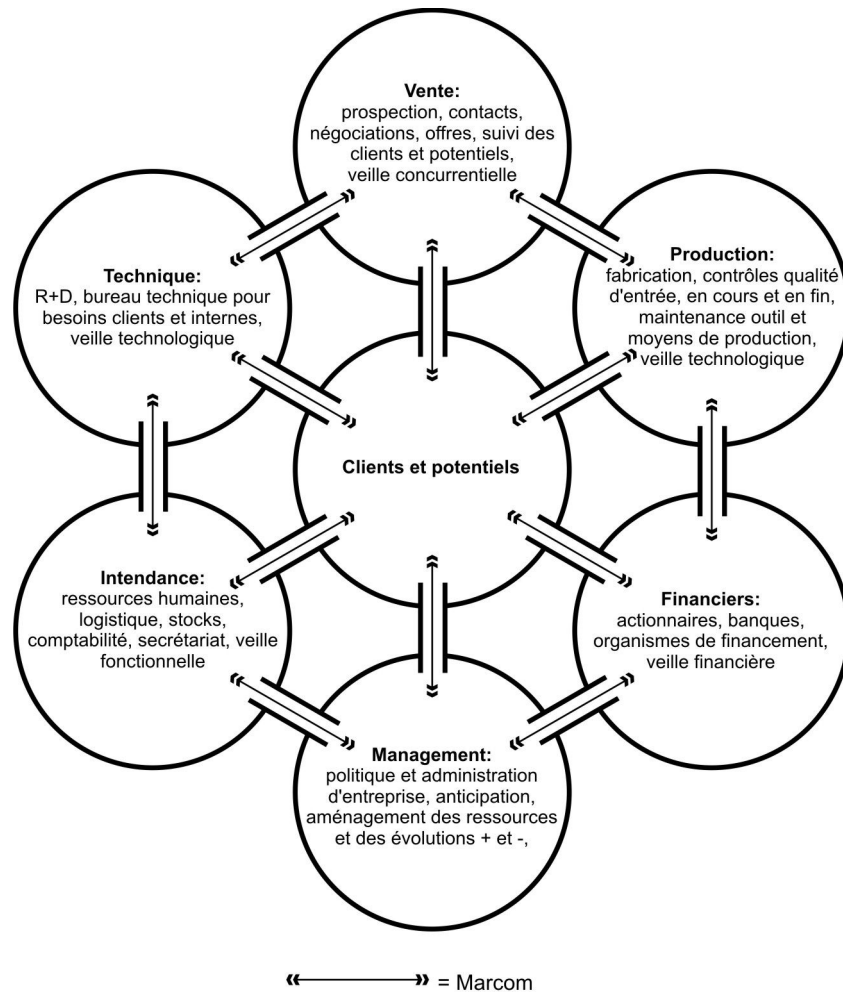 Vente:
prospection, contacts,
négociations, offres, suivi des
clients et potentiels,
veille concurrentielle
Technique:
R+D, bureau technique pour
besoins clients et internes,
veille technologique
Production:
fabrication, contrôles qualité
d'entrée, en cours et en fin,
maintenance outil et
moyens de production,
veille technologique
Clients et potentiels
Intendance:
ressources humaines,
logistique, stocks,
comptabilité, secrétariat, veille
fonctionnelle
Financiers:
actionnaires, banques,
organismes de financement,
veille financière
Management:
politique et administration
d'entreprise, anticipation,
aménagement des ressources
et des évolutions + et -,
= Marcom